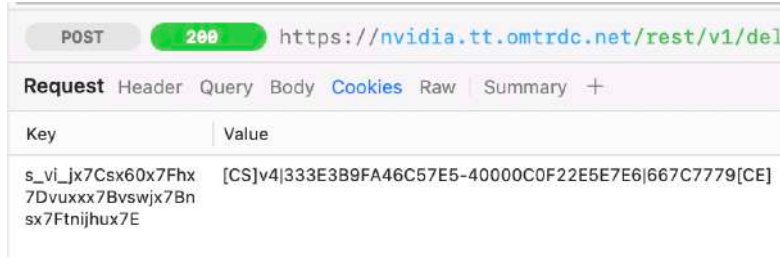 POST 200 https://nvidia.tt.omtrdc.net/rest/v1/del
Request Header Query Body Cookies Raw Summary +
Key Value
s_vi_jx7Csx60x7Fhx [CS]v4|333E3B9FA46C57E5-40000C0F22E5E7E6|667C7779[CE]
7Dvuxxx7Bvswjx7Bn
sx7Ftnijhux7E